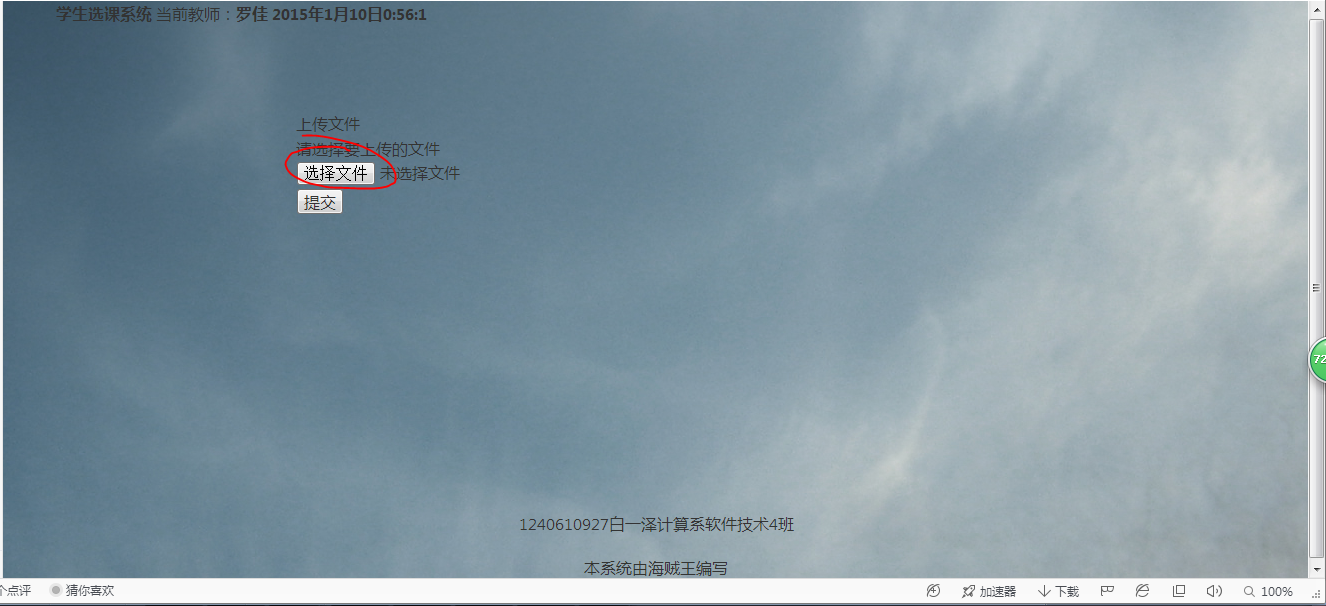 学生选课系统 当前教师：罗佳 2015年1月10日0:56:1
上传文件
请选择要上传的文件
选择文件 未选择文件
提交
72
1240610927白一泽计算系软件技术4班
本系统由海贼王编写
个点评 猜你喜欢 加速器 下载 100%